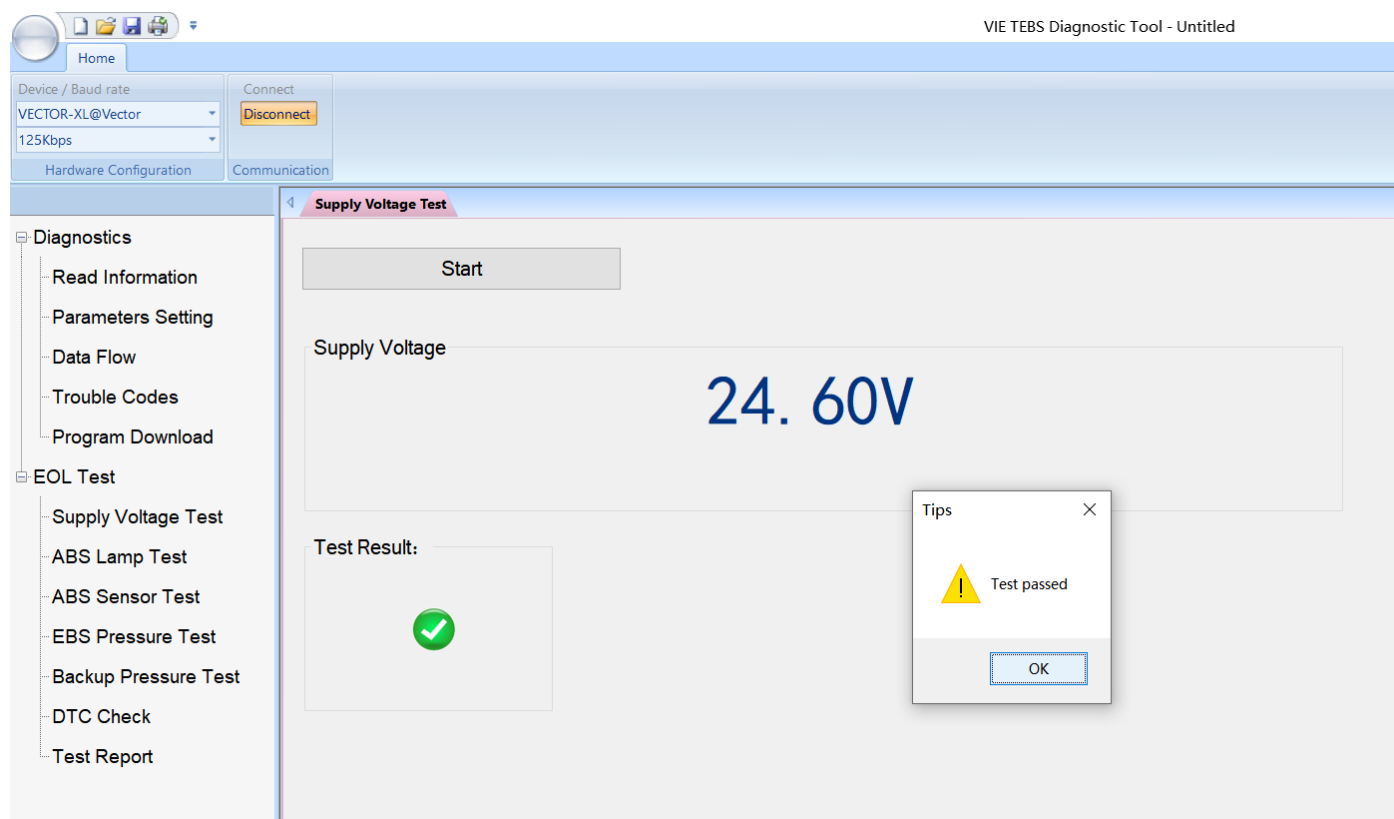 VIE TEBS Diagnostic Tool - Untitled
Home
Device / Baud rate
VECTOR-XL@Vector
125Kbps
Hardware Configuration
Connect
Disconnect
Communication
Diagnostics
Read Information
Parameters Setting
Data Flow
Trouble Codes
Program Download
EOL Test
Supply Voltage Test
ABS Lamp Test
ABS Sensor Test
EBS Pressure Test
Backup Pressure Test
DTC Check
Test Report
Supply Voltage Test
Start
Supply Voltage
24. 60V
Test Result：
Tips
Test passed
OK